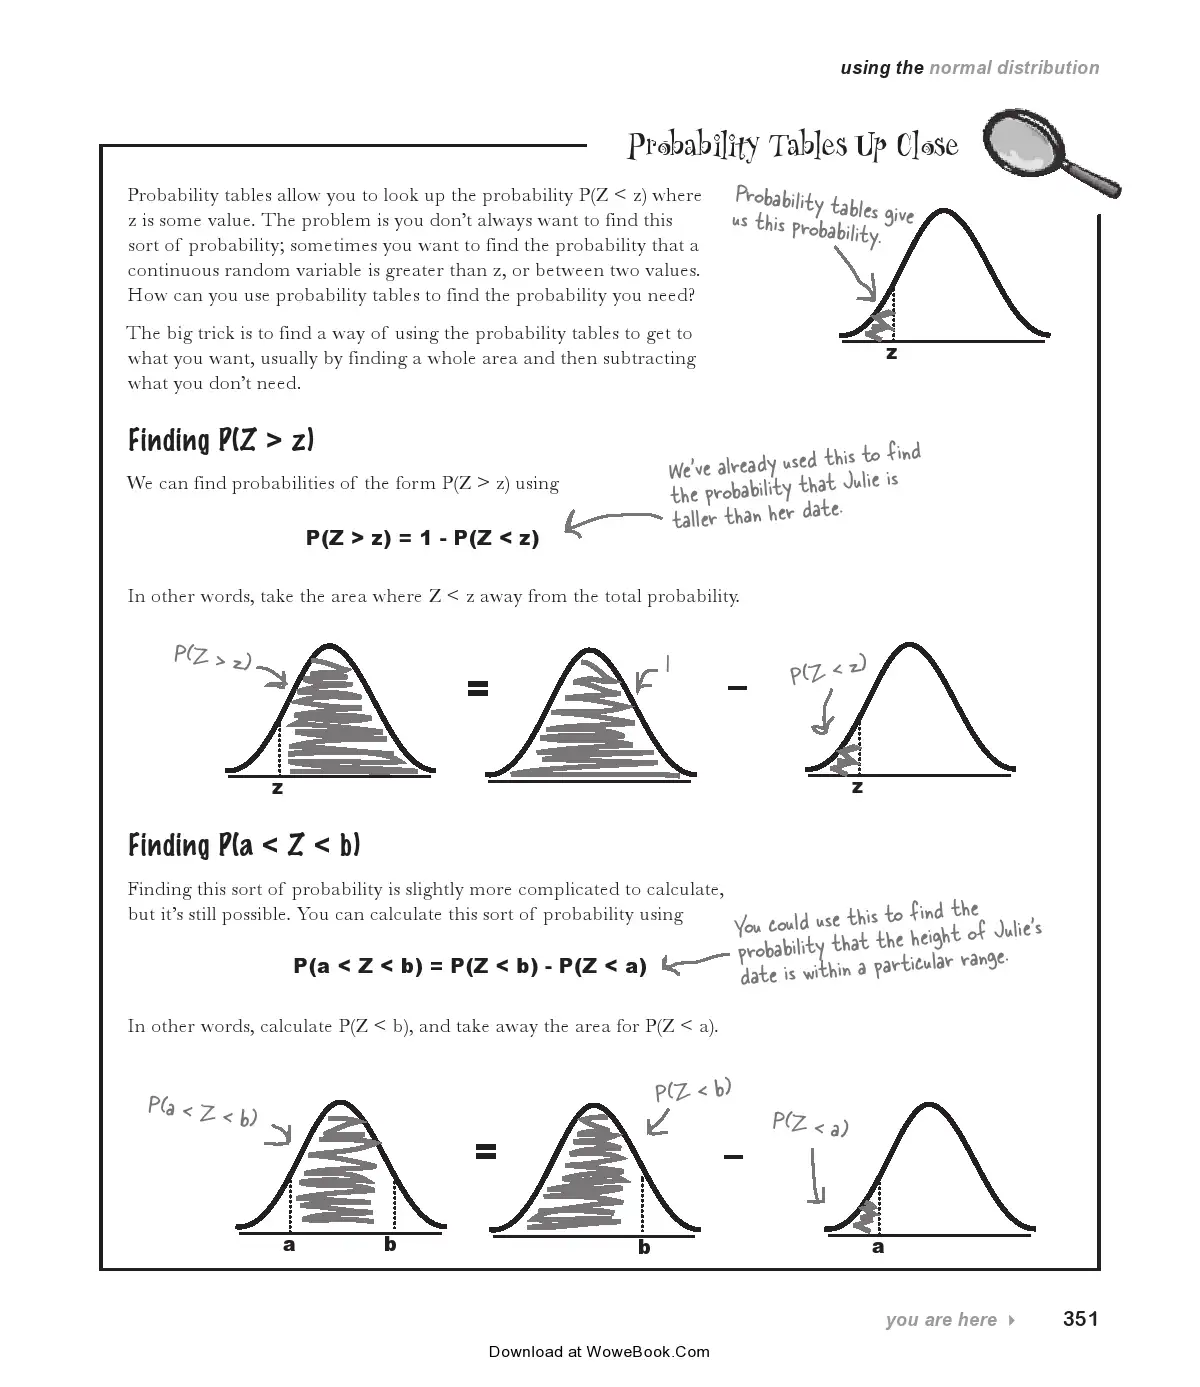 using the normal distribution
Probability Tables Up Close
Probability tables allow you to look up the probability P(Z < z) where
z is some value. The problem is you don’t always want to find this
sort of probability; sometimes you want to find the probability that a
continuous random variable is greater than z, or between two values.
How can you use probability tables to find the probability you need?
Probability tables give
us this probability.
z
The big trick is to find a way of using the probability tables to get to
what you want, usually by finding a whole area and then subtracting
what you don’t need.
Finding P(Z > z)
We can find probabilities of the form P(Z > z) using
We've already used this to find
the probability that Julie is
taller than her date.
P(Z > z) = 1 - P(Z < z)
In other words, take the area where Z < z away from the total probability.
P(Z > z)
z
=
1
–
P(Z < z)
z
Finding P(a < Z < b)
Finding this sort of probability is slightly more complicated to calculate,
but it’s still possible. You can calculate this sort of probability using
You could use this to find the
probability that the height of Julie's
date is within a particular range.
P(a < Z < b) = P(Z < b) - P(Z < a)
In other words, calculate P(Z < b), and take away the area for P(Z < a).
P(a < Z < b)
a b
=
P(Z < b)
b
–
P(Z < a)
a
you are here
351
Download at WoweBook.Com